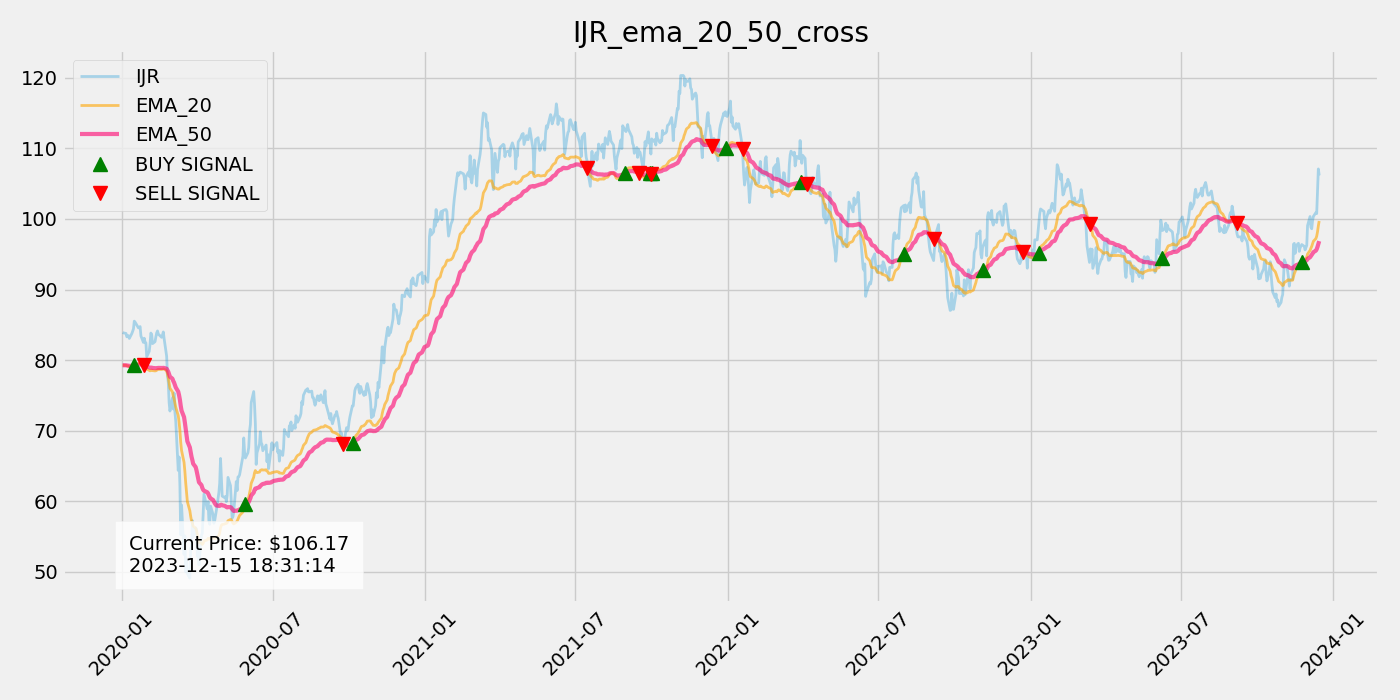 IJR_ema_20_50_cross
IJR
EMA_20
EMA_50
BUY SIGNAL
SELL SIGNAL
120
110
100
90
80
70
60
50
Current Price: $106.17
2023-12-15 18:31:14
2020-01
2020-07
2021-01
2021-07
2022-01
2022-07
2023-01
2023-07
2024-01